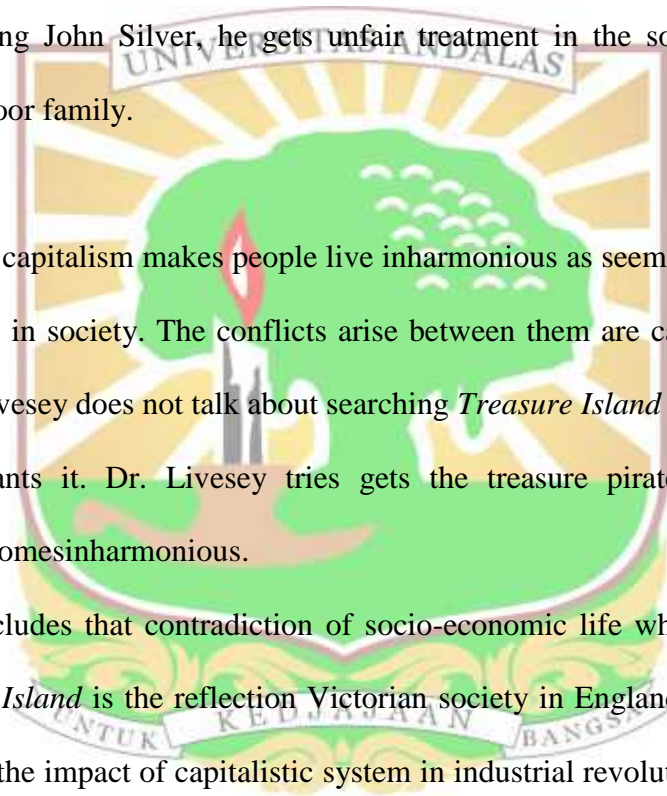 ng John Silver, he gets unfair treatment in the so
UNIVERSITAS ANDALAS
oor family.
capitalism makes people live inharmonious as seem
in society. The conflicts arise between them are ca
vesey does not talk about searching Treasure Island
ants it. Dr. Livesey tries gets the treasure pirat
omesinharmonious.
cludes that contradiction of socio-economic life wh
Island is the reflection Victorian society in England
UNTUK KEDJAJAAN BANGSA
the impact of capitalistic system in industrial revolut